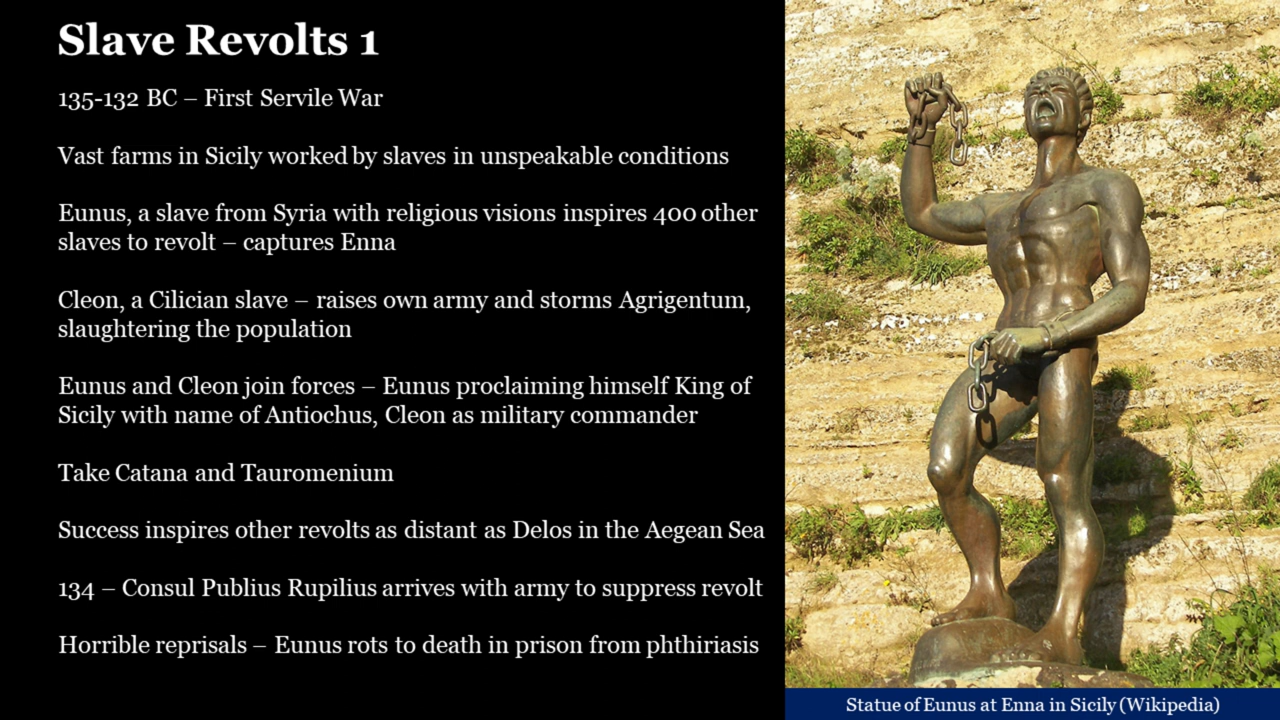 Slave Revolts 1
135-132 BC – First Servile War
Vast farms in Sicily worked by slaves in unspeakable conditions
Eunus, a slave from Syria with religious visions inspires 400 other
slaves to revolt – captures Enna
Cleon, a Cilician slave – raises own army and storms Agrigentum,
slaughtering the population
Eunus and Cleon join forces – Eunus proclaiming himself King of
Sicily with name of Antiochus, Cleon as military commander
Take Catana and Tauromenium
Success inspires other revolts as distant as Delos in the Aegean Sea
134 – Consul Publius Rupilius arrives with army to suppress revolt
Horrible reprisals – Eunus rots to death in prison from phthiriasis
Statue of Eunus at Enna in Sicily (Wikipedia)